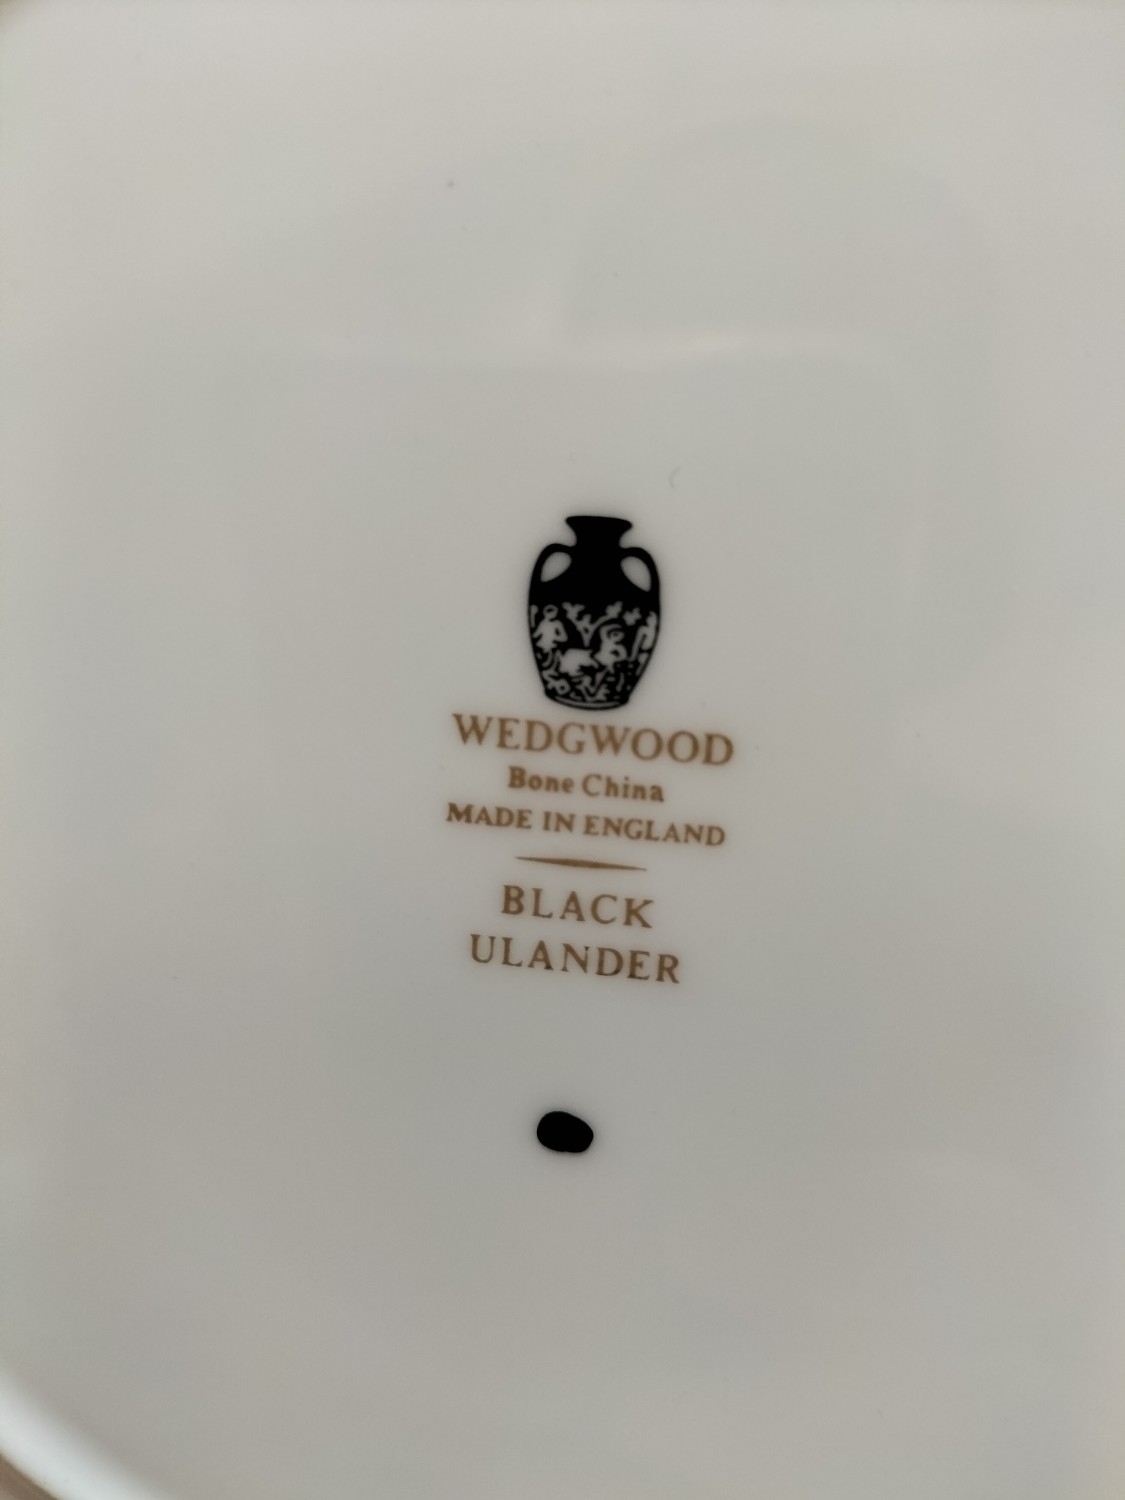 WEDGWOOD
Bone China
MADE IN ENGLAND
BLACK
ULANDER